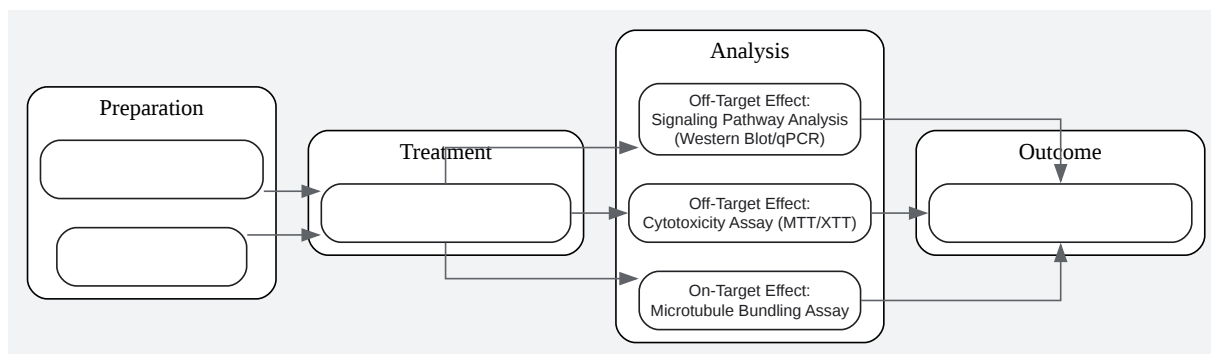 Preparation
Treatment
Analysis
Off-Target Effect:
Signaling Pathway Analysis
(Western Blot/qPCR)
Off-Target Effect:
Cytotoxicity Assay (MTT/XTT)
On-Target Effect:
Microtubule Bundling Assay
Outcome